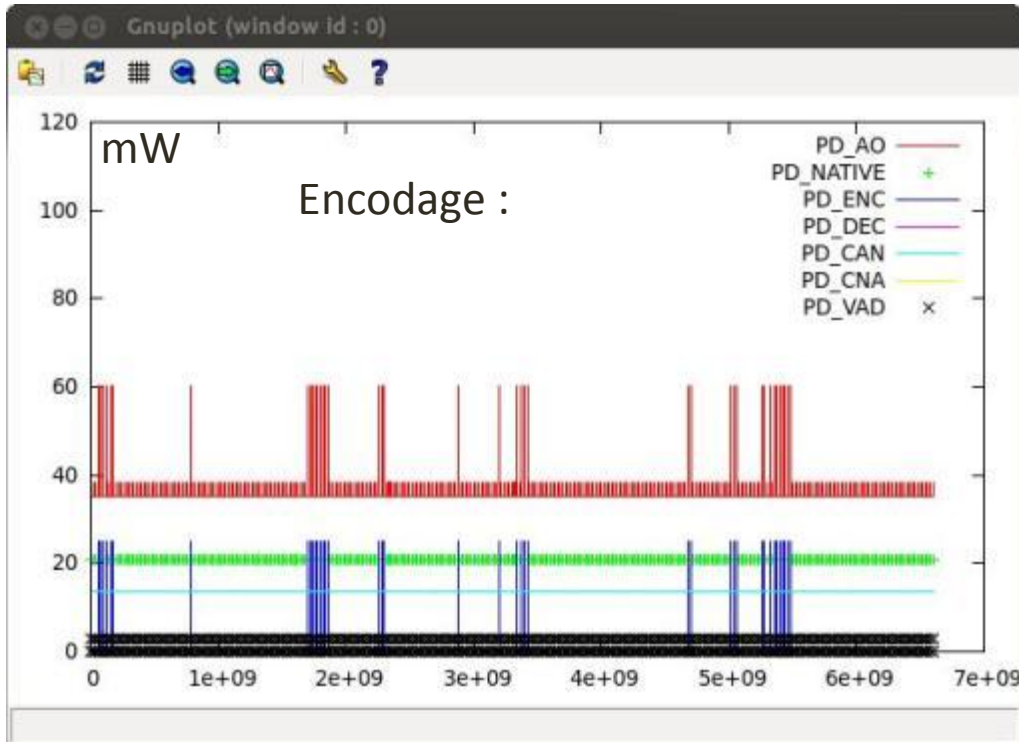 Gnuplot (window id : 0)
120
mW
PD_AO
PD_NATIVE
100
Encodage :
PD_ENC
PD_DEC
PD_CAN
PD_CNA
80
PD_VAD
60
40
20
0
0 1e+09 2e+09 3e+09 4e+09 5e+09 6e+09 7e+09